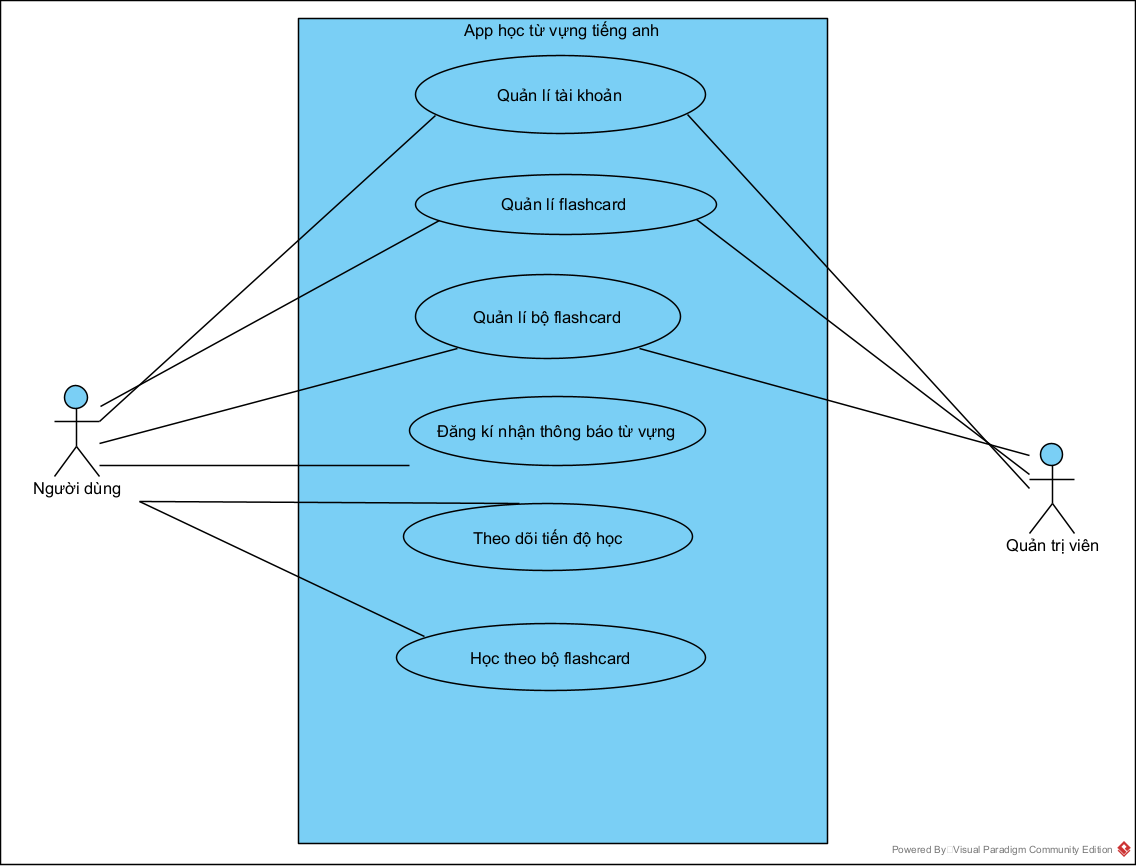 App học từ vựng tiếng anh
Quản lí tài khoản
Quản lí flashcard
Quản lí bộ flashcard
Đăng kí nhận thông báo từ vựng
Người dùng
Theo dõi tiến độ học
Quản trị viên
Học theo bộ flashcard
Powered By Visual Paradigm Community Edition